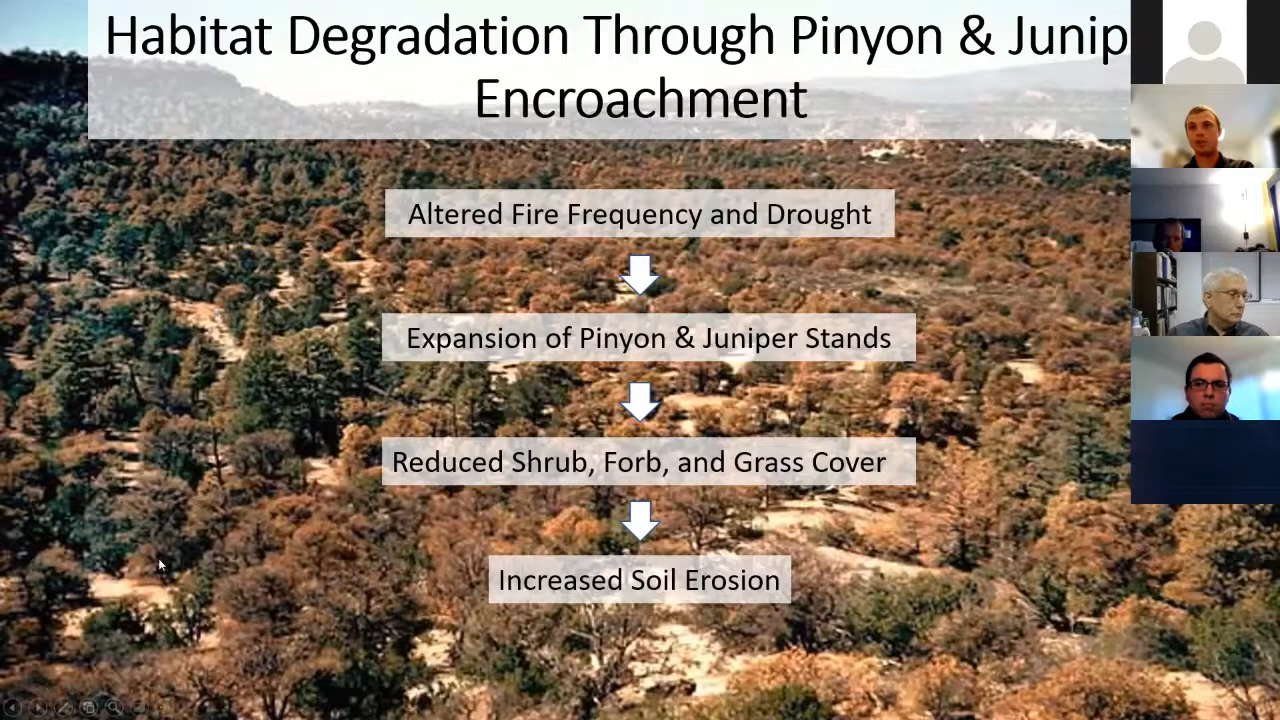 Habitat Degradation Through Pinyon & Junip
Encroachment
Altered Fire Frequency and Drought
Expansion of Pinyon & Juniper Stands
Reduced Shrub, Forb, and Grass Cover
Increased Soil Erosion